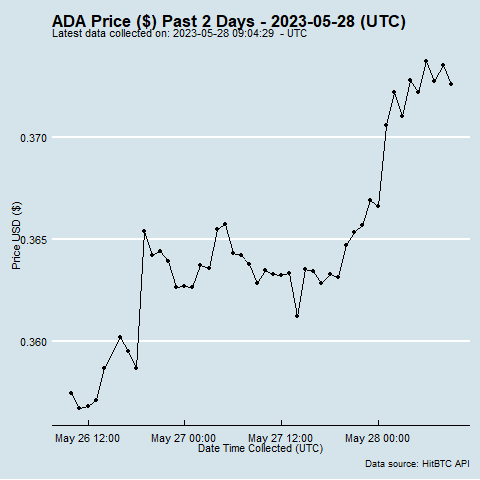 ADA Price ($) Past 2 Days - 2023-05-28 (UTC)
Latest data collected on: 2023-05-28 09:04:29 - UTC
0.370
0.365
0.360
Price USD ($)
May 26 12:00 May 27 00:00 May 27 12:00 May 28 00:00
Date Time Collected (UTC)
Data source: HitBTC API